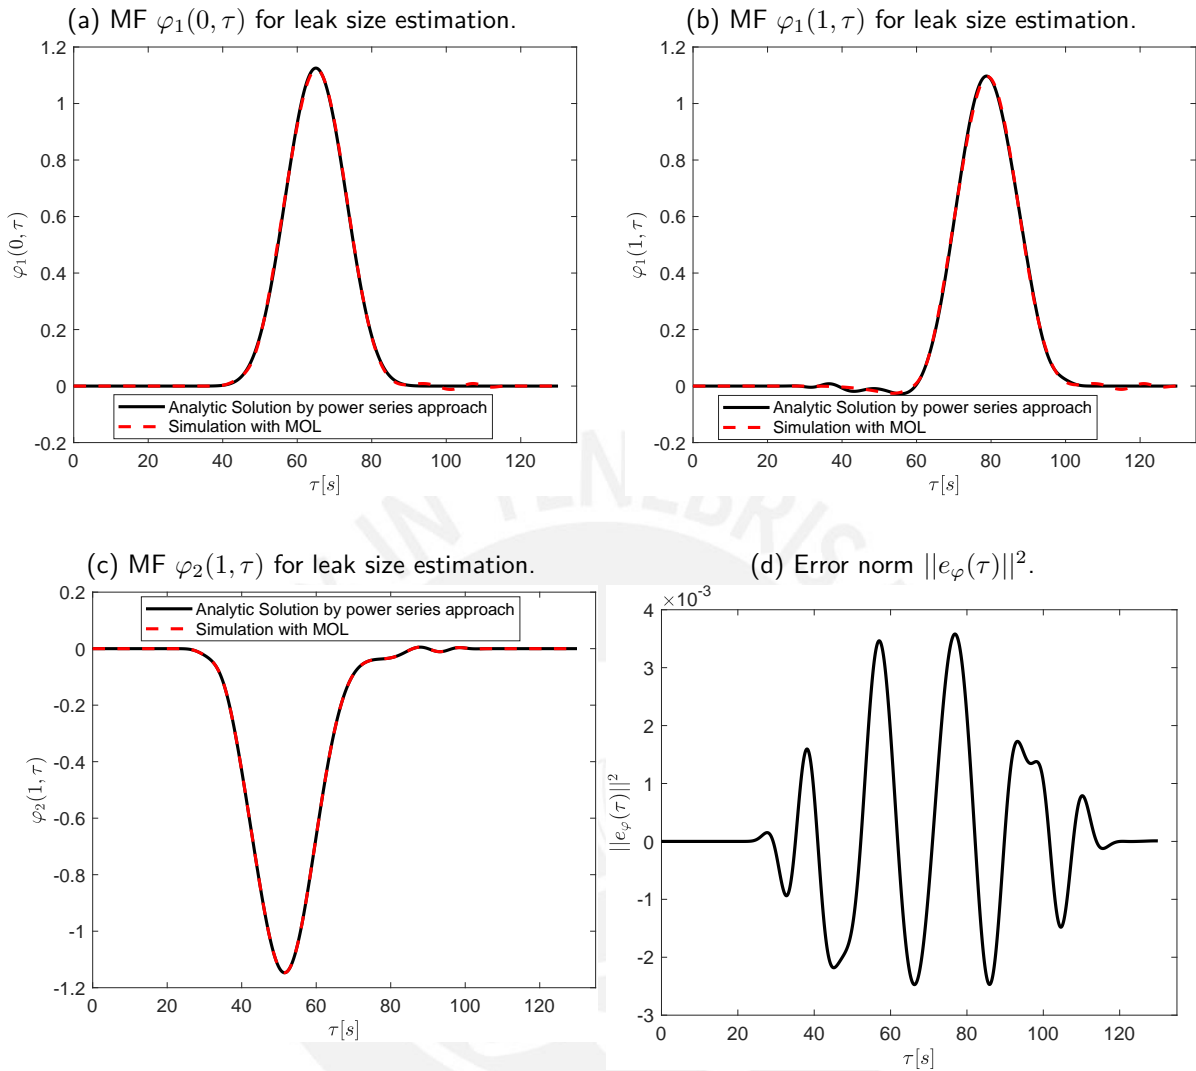 (a) MF φ₁(0, τ) for leak size estimation.
1.2
1
0.8
0.6
0.4
0.2
0
-0.2
φ₁(0, τ)
Analytic Solution by power series approach
Simulation with MOL
0 20 40 60 80 100 120
τ[s]
(b) MF φ₁(1, τ) for leak size estimation.
1.2
1
0.8
0.6
0.4
0.2
0
-0.2
φ₁(1, τ)
Analytic Solution by power series approach
Simulation with MOL
0 20 40 60 80 100 120
τ[s]
IN TENEBRIS
(c) MF φ₂(1, τ) for leak size estimation.
0.2
0
-0.2
-0.4
-0.6
-0.8
-1
-1.2
φ₂(1, τ)
Analytic Solution by power series approach
Simulation with MOL
0 20 40 60 80 100 120
τ[s]
(d) Error norm ||e_φ(τ)||².
×10⁻³
4
3
2
1
0
-1
-2
-3
||e_φ(τ)||²
0 20 40 60 80 100 120
τ[s]